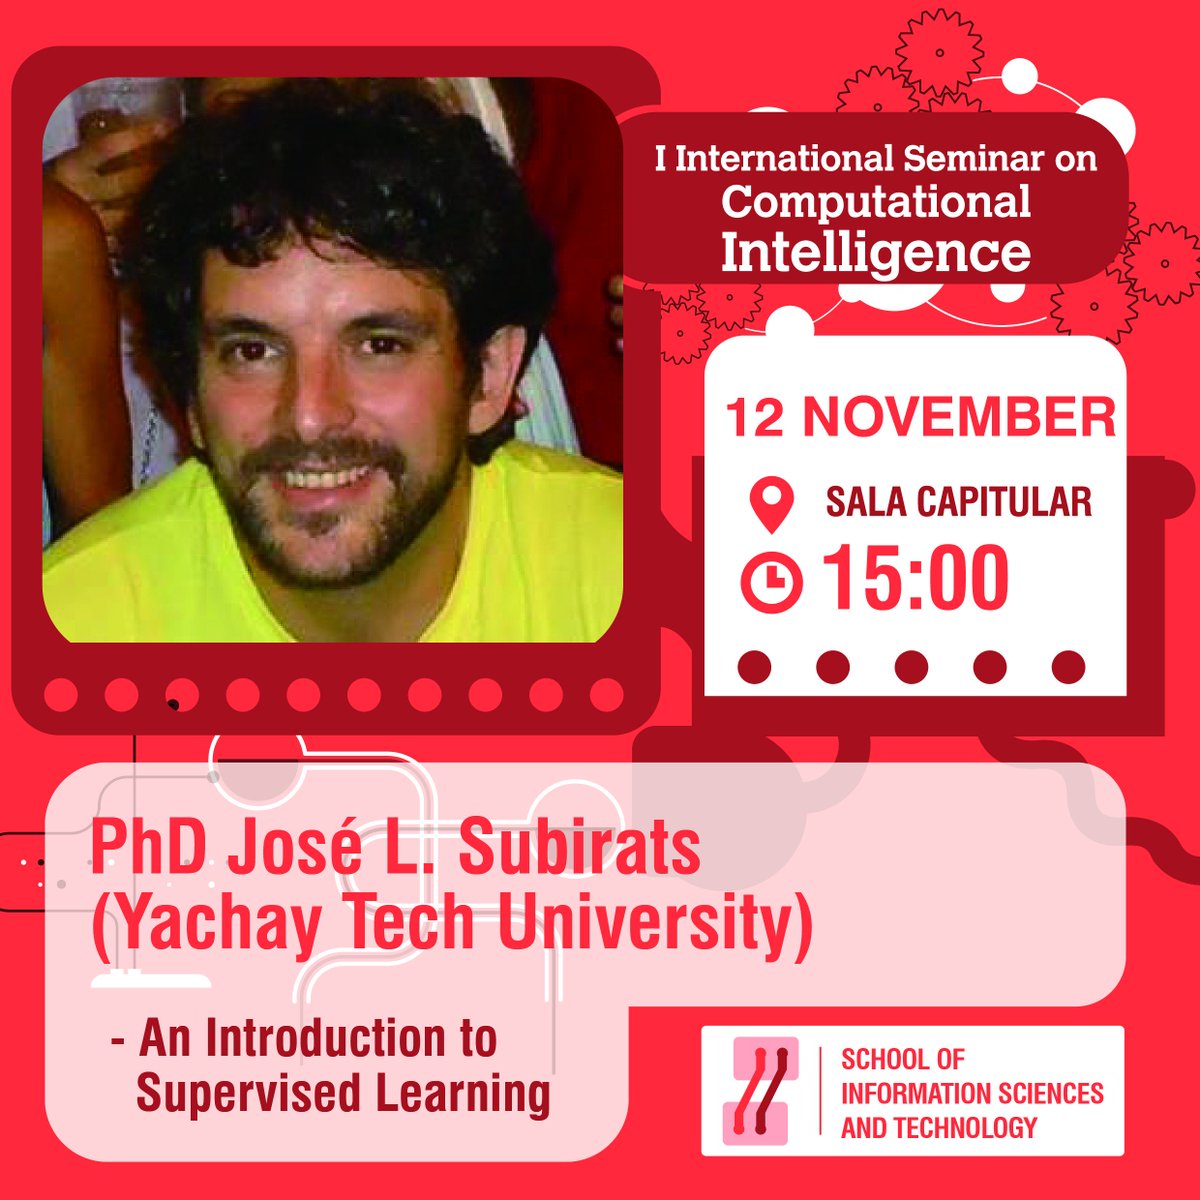 I International Seminar on
Computational
Intelligence
12 NOVEMBER
SALA CAPITULAR
15:00
PhD José L. Subirats
(Yachay Tech University)
- An Introduction to
Supervised Learning
SCHOOL OF
INFORMATION SCIENCES
AND TECHNOLOGY